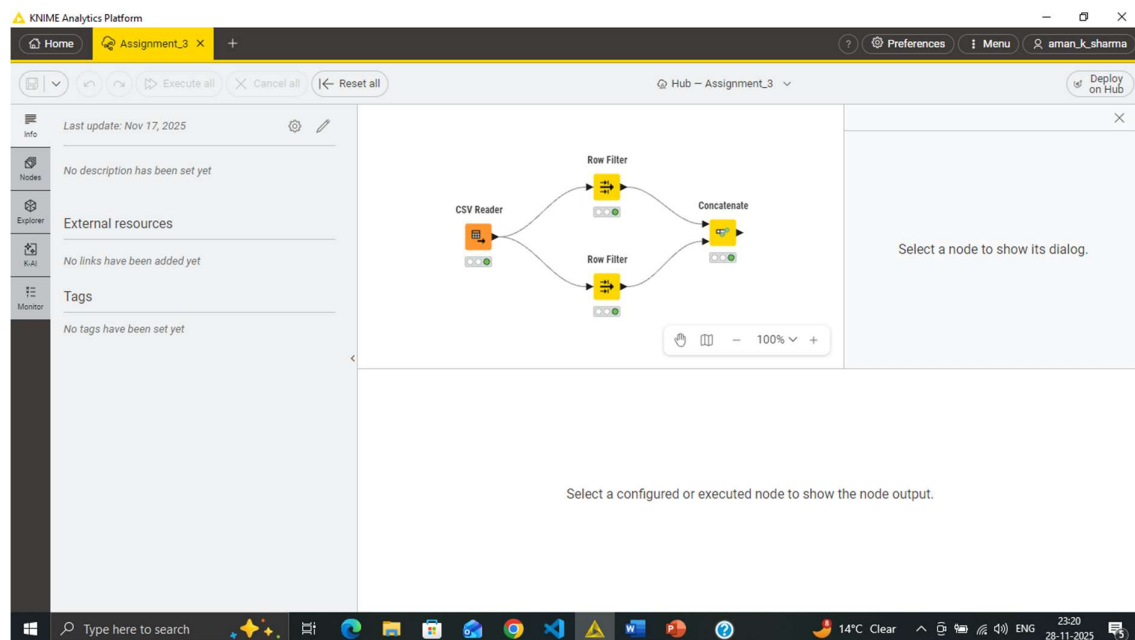 KNIME Analytics Platform
Home
Assignment_3
?
Preferences
Menu
aman_k_sharma
Execute all
Cancel all
Reset all
Hub — Assignment_3
Deploy
on Hub
Info
Nodes
Explorer
K-AI
Monitor
Last update: Nov 17, 2025
No description has been set yet
External resources
No links have been added yet
Tags
No tags have been set yet
CSV Reader
Row Filter
Row Filter
Concatenate
100%
Select a node to show its dialog.
Select a configured or executed node to show the node output.
Type here to search
14°C Clear
ENG
23:20
28-11-2025